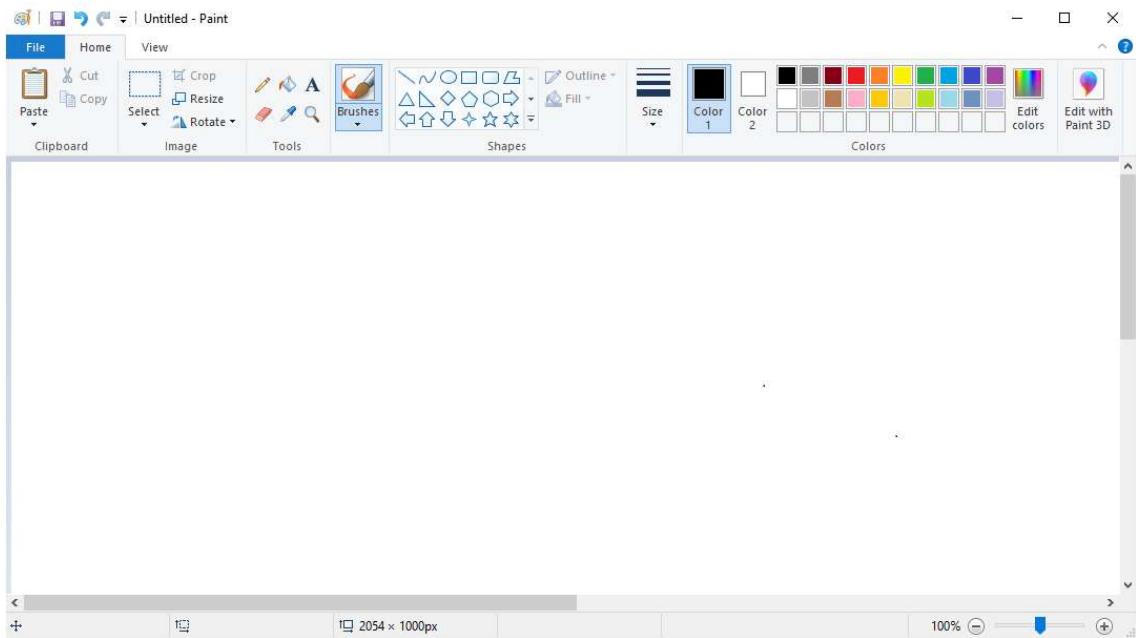 Untitled - Paint
File Home View
Paste
Cut
Copy
Clipboard
Select
Crop
Resize
Rotate
Image
A
Tools
Brushes
Outline
Fill
Shapes
Size
Color 1
Color 2
Edit colors
Colors
Edit with Paint 3D
2054 × 1000px
100%